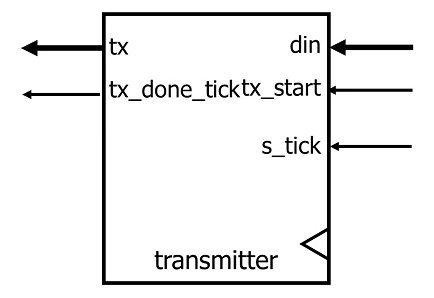 tx din
tx_done_tick tx_start
s_tick
transmitter